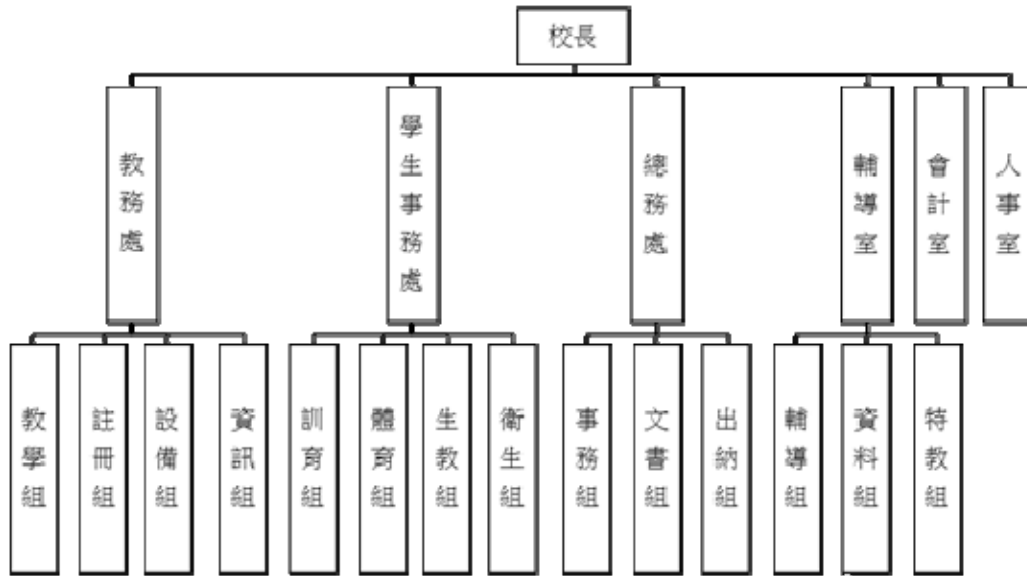 校長
教務處
學生事務處
總務處
輔導室
會計室
人事室
教學組
註冊組
設備組
資訊組
訓育組
體育組
生教組
衛生組
事務組
文書組
出納組
輔導組
資料組
特教組